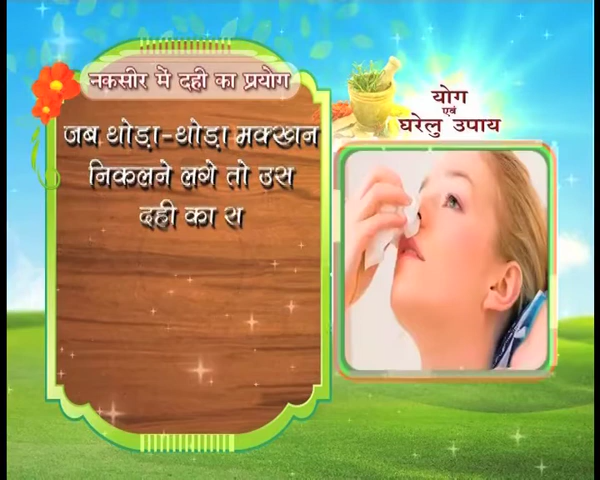 नकसीर में दही का प्रयोग
जब थोड़ा-थोड़ा मक्खन
निकलने लगे तो उस
दही का स
योग
एवं
घरेलु उपाय